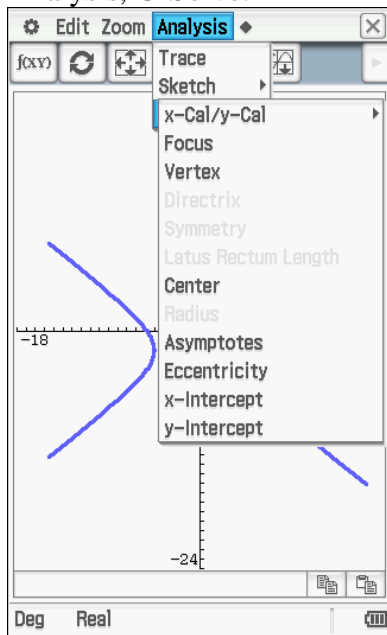 Edit Zoom Analysis ◆
f(XY)
Trace
Sketch
x-Cal/y-Cal
Focus
Vertex
Directrix
Symmetry
Latus Rectum Length
Center
Radius
Asymptotes
Eccentricity
x-Intercept
y-Intercept
-18
-24
Deg Real